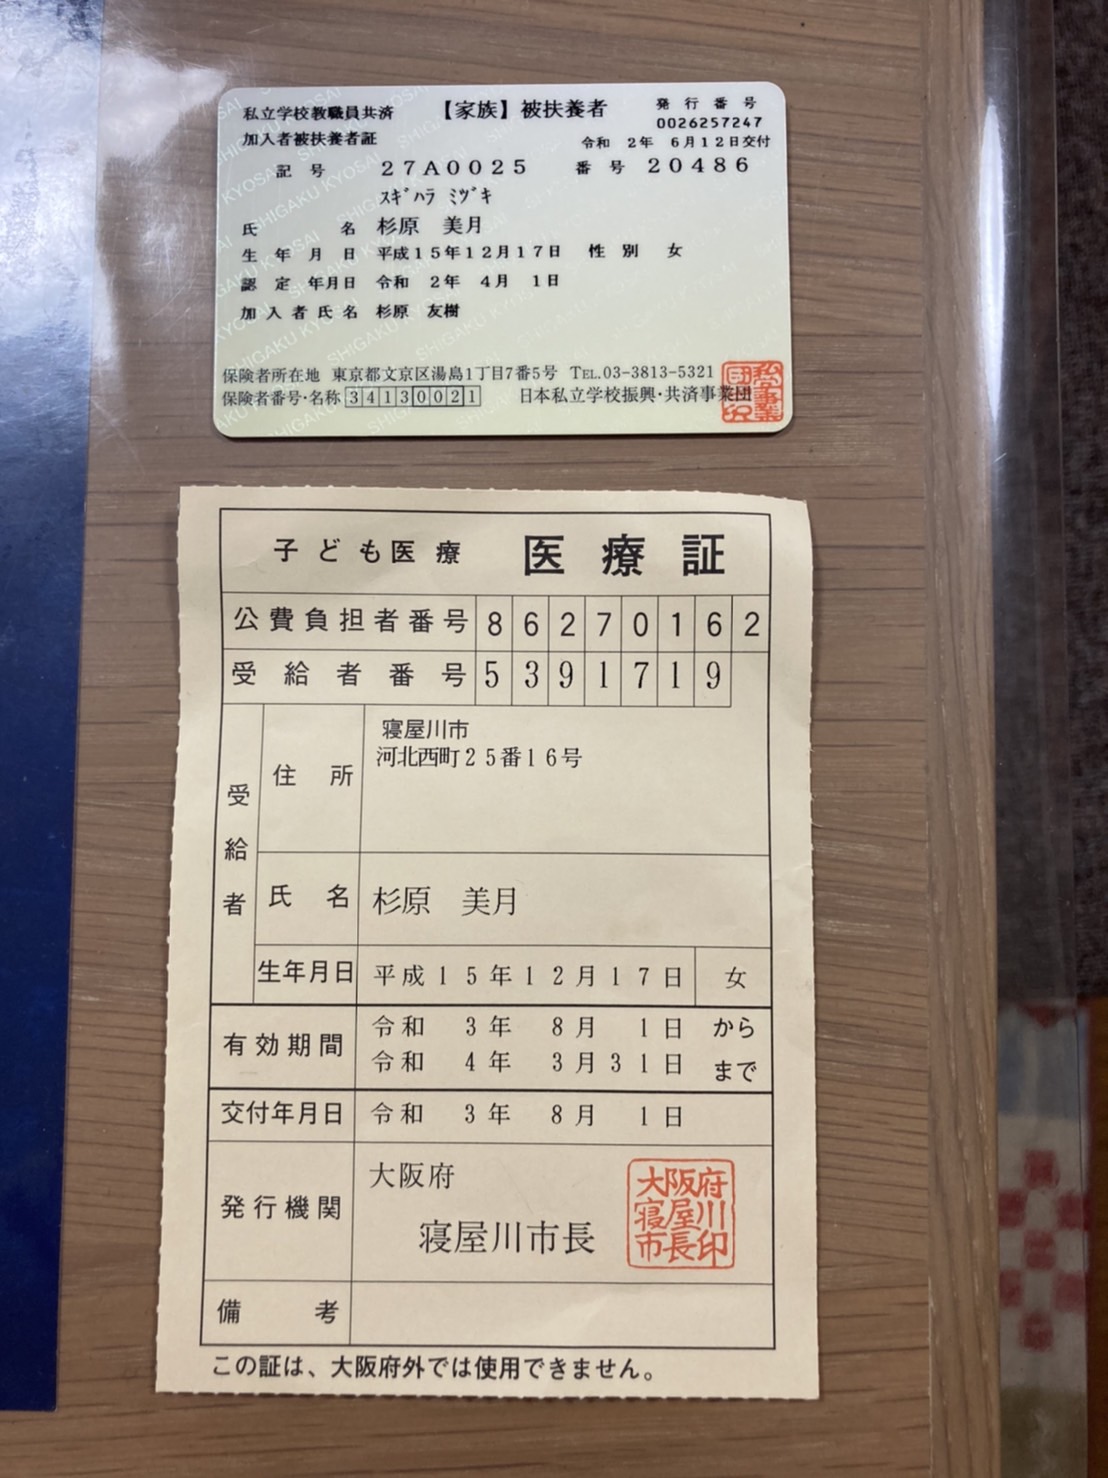 私立学校教職員共済 【家族】被扶養者 発行番号
0026257247
加入者被扶養者証 令和 2年 6月12日交付
記号 27A0025 番号 20486
スギハラ ミヅキ
氏名 杉原 美月
生年月日 平成15年12月17日 性別 女
認定年月日 令和 2年 4月 1日
加入者氏名 杉原 友樹
保険者所在地 東京都文京区湯島1丁目7番5号 TEL.03-3813-5321
保険者番号・名称 34130021 日本私立学校振興・共済事業団
SHIGAKU KYOSAI
子ども医療 医療証
公費負担者番号 86270162
受給者番号 5391719
受給者
住所 寝屋川市
河北西町25番16号
氏名 杉原 美月
生年月日 平成15年12月17日 女
有効期間 令和 3年 8月 1日 から
令和 4年 3月31日 まで
交付年月日 令和 3年 8月 1日
発行機関 大阪府
寝屋川市長
大阪府
寝屋川
市長印
備考
この証は、大阪府外では使用できません。